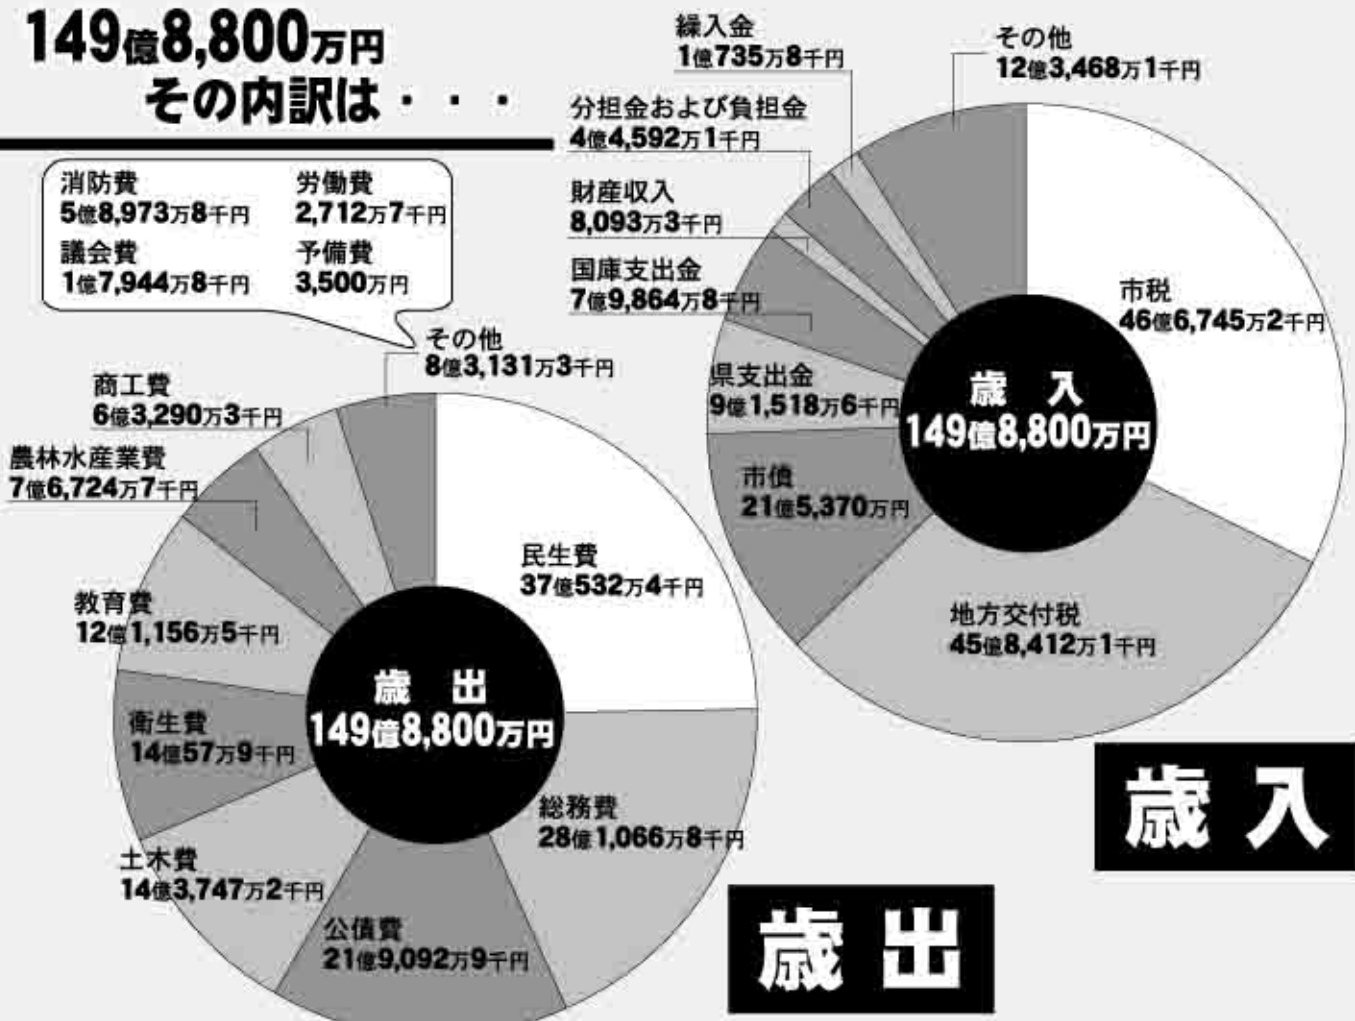 149億8,800万円
その内訳は・・・
消防費
5億8,973万8千円
労働費
2,712万7千円
議会費
1億7,944万8千円
予備費
3,500万円
その他
8億3,131万3千円
商工費
6億3,290万3千円
農林水産業費
7億6,724万7千円
教育費
12億1,156万5千円
衛生費
14億57万9千円
土木費
14億3,747万2千円
公債費
21億9,092万9千円
総務費
28億1,066万8千円
民生費
37億532万4千円
歳 出
149億8,800万円
歳 出
繰入金
1億735万8千円
その他
12億3,468万1千円
分担金および負担金
4億4,592万1千円
財産収入
8,093万3千円
国庫支出金
7億9,864万8千円
県支出金
9億1,518万6千円
市債
21億5,370万円
地方交付税
45億8,412万1千円
市税
46億6,745万2千円
歳 入
149億8,800万円
歳 入